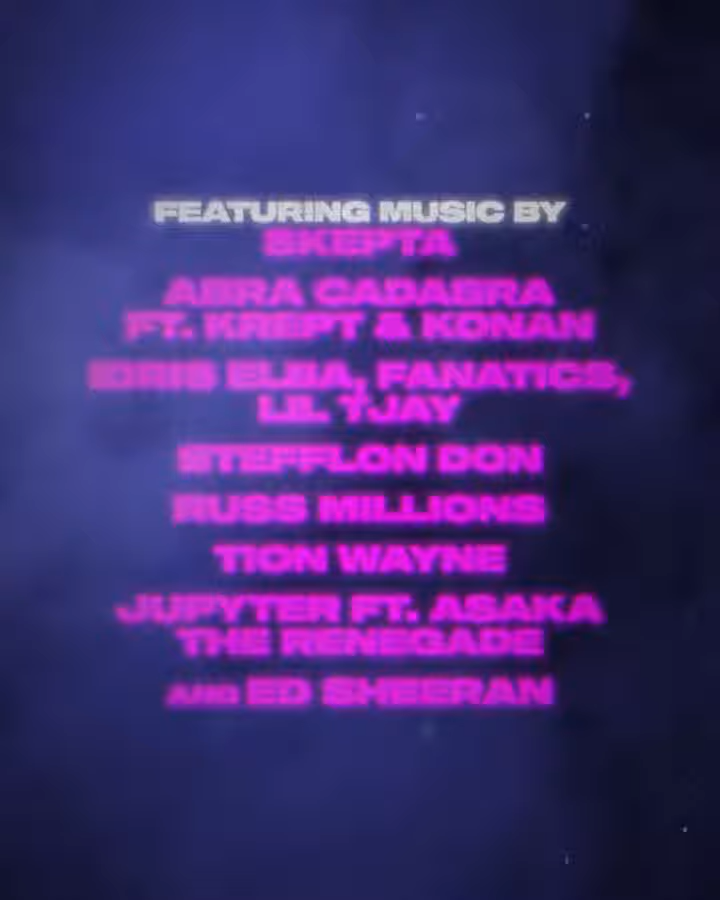 FEATURING MUSIC BY
SKEPTA
ABRA CADABRA
FT. KREPT & KONAN
IDRIS ELBA, FANATICS,
LIL TJAY
STEFFLON DON
RUSS MILLIONS
TION WAYNE
JUPYTER FT. ASAKA
THE RENEGADE
AND ED SHEERAN